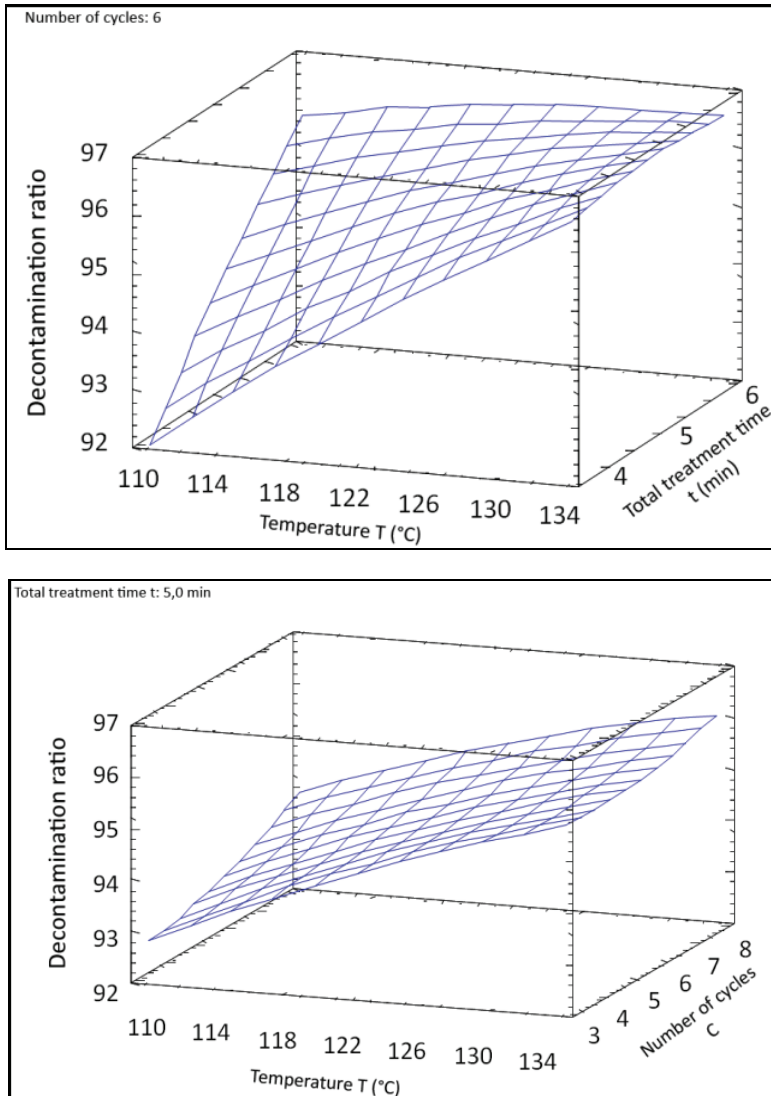 Number of cycles: 6
97
96
95
94
93
92
Decontamination ratio
110 114 118 122 126 130 134
Temperature T (°C)
4 5 6
Total treatment time
t (min)
Total treatment time t: 5,0 min
97
96
95
94
93
92
Decontamination ratio
110 114 118 122 126 130 134
Temperature T (°C)
3 4 5 6 7 8
Number of cycles
C